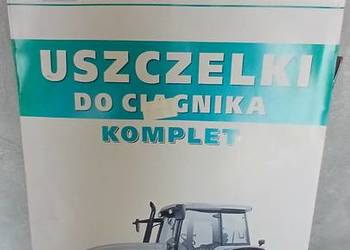 USZCZELKI
DO CIĄGNIKA
KOMPLET